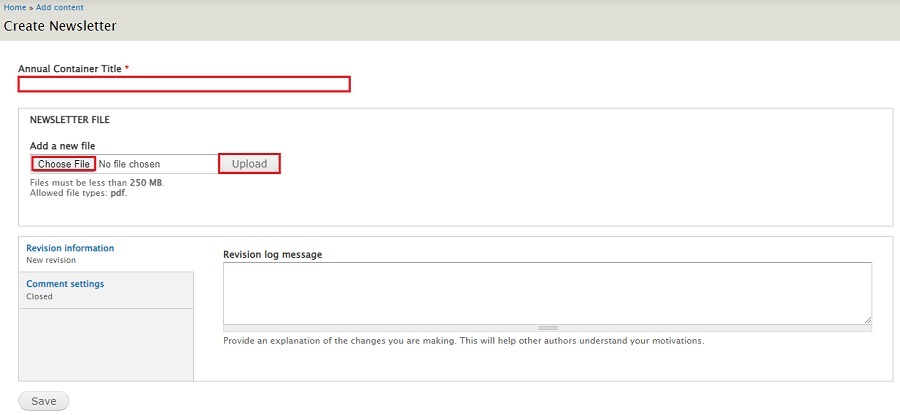 Home » Add content
Create Newsletter
Annual Container Title *
NEWSLETTER FILE
Add a new file
Choose File No file chosen Upload
Files must be less than 250 MB.
Allowed file types: pdf.
Revision information
New revision
Comment settings
Closed
Revision log message
Provide an explanation of the changes you are making. This will help other authors understand your motivations.
Save